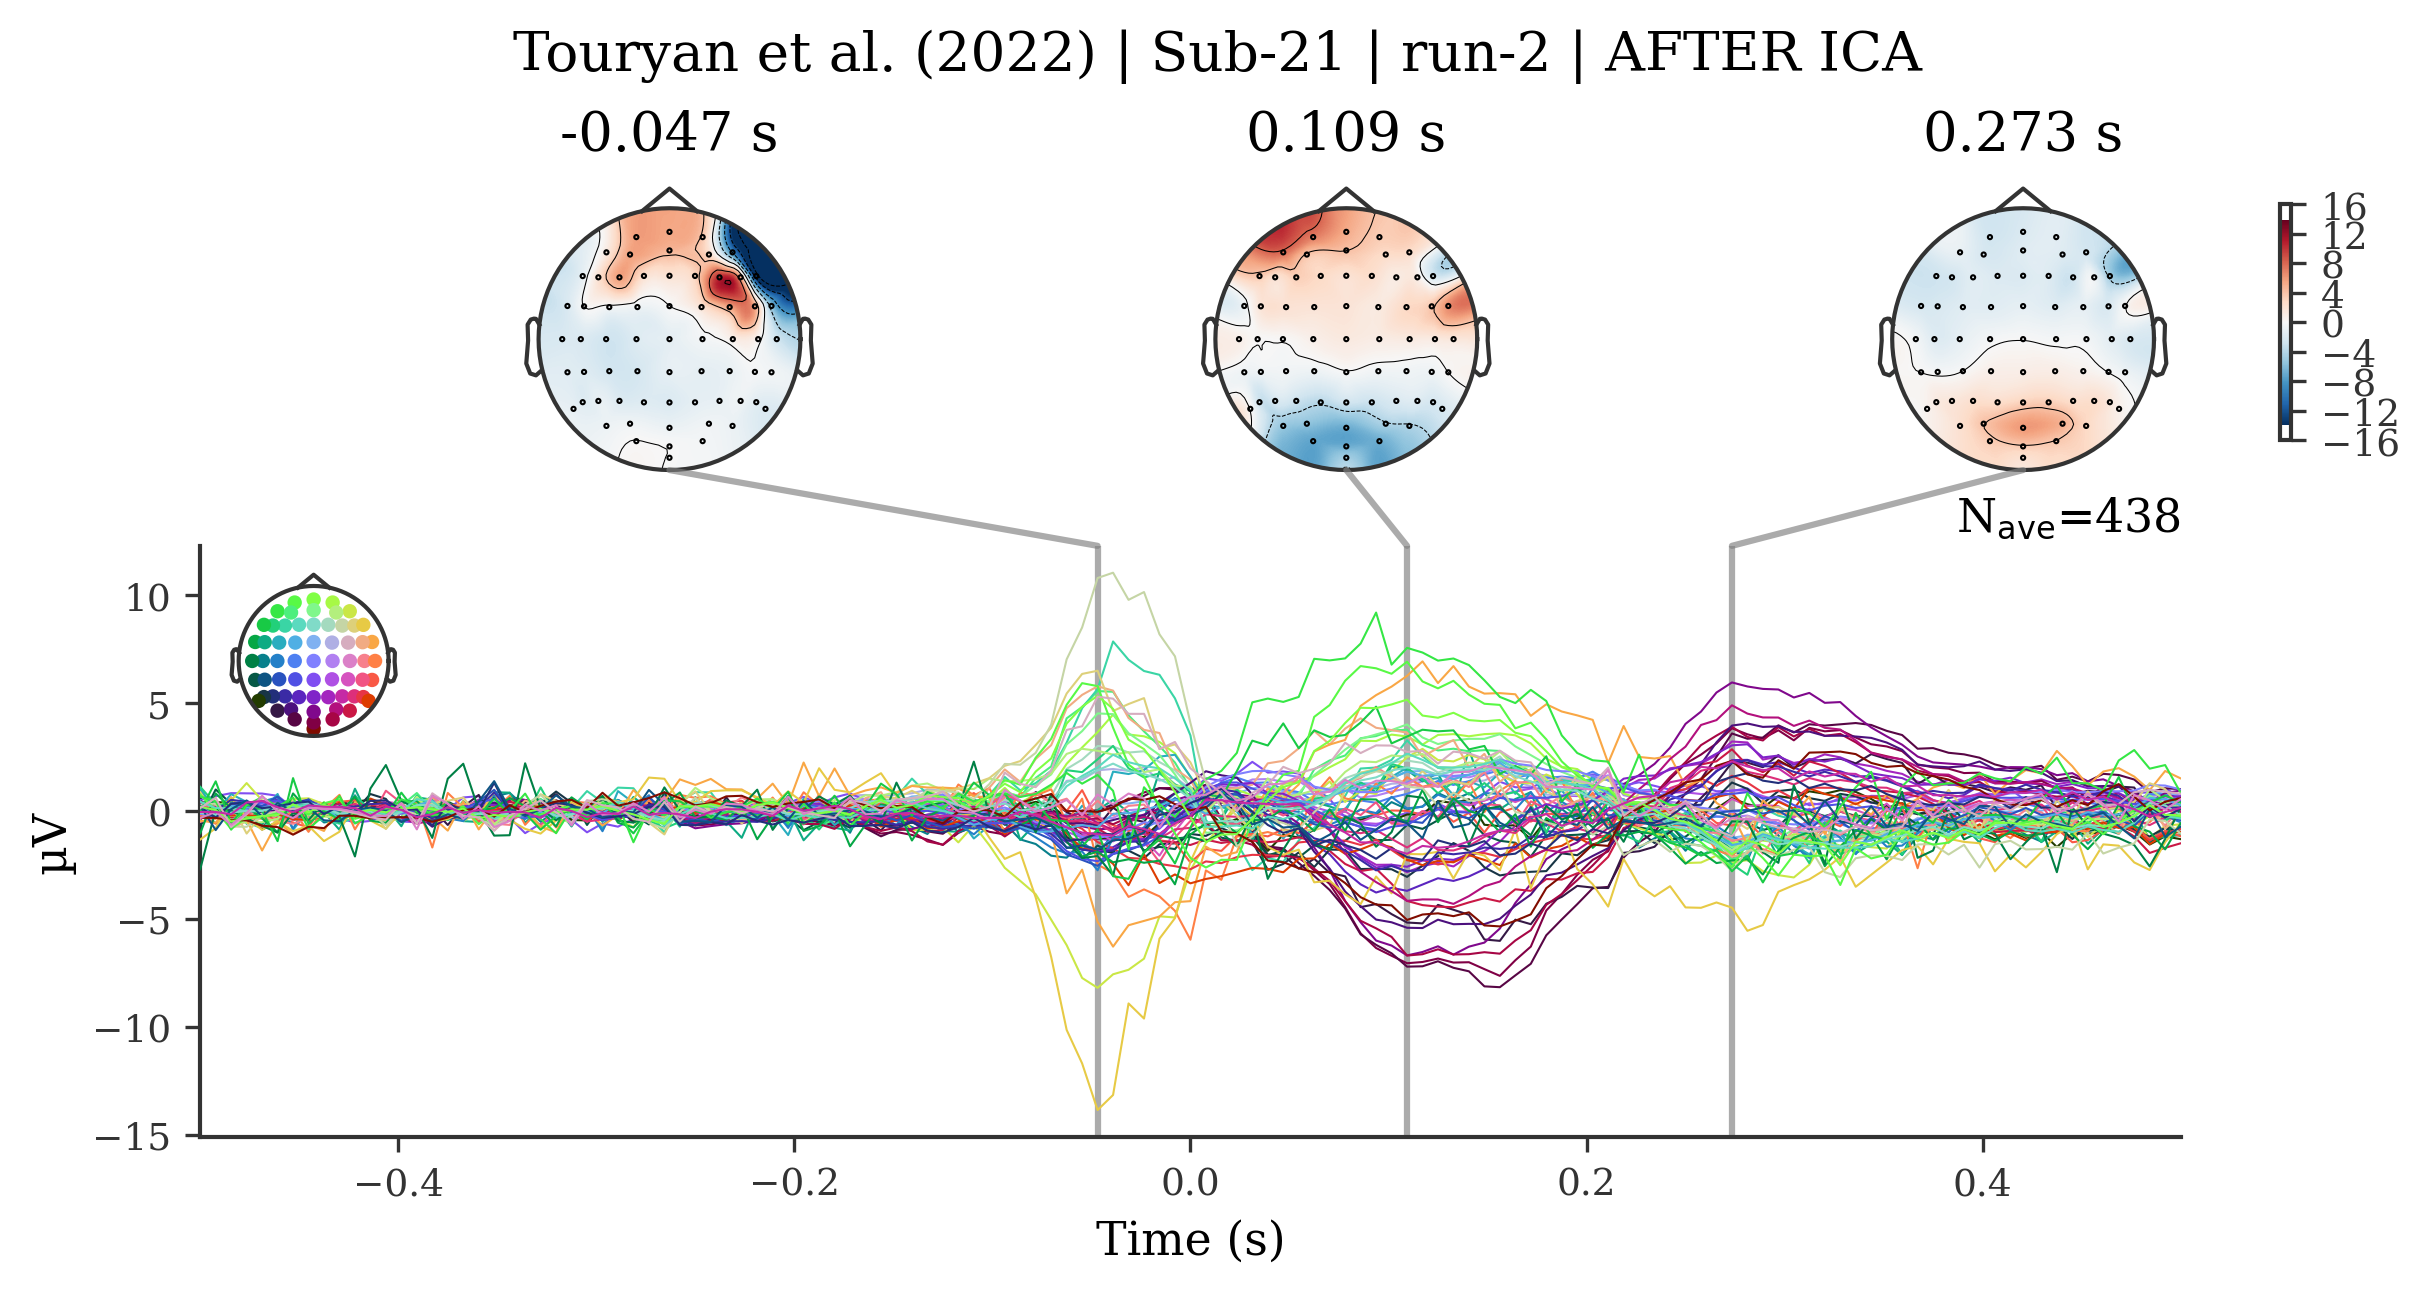 Touryan et al. (2022) | Sub-21 | run-2 | AFTER ICA
-0.047 s
0.109 s
0.273 s
16
12
8
4
0
−4
−8
−12
−16
Nave=438
10
5
0
−5
−10
−15
µV
−0.4
−0.2
0.0
0.2
0.4
Time (s)